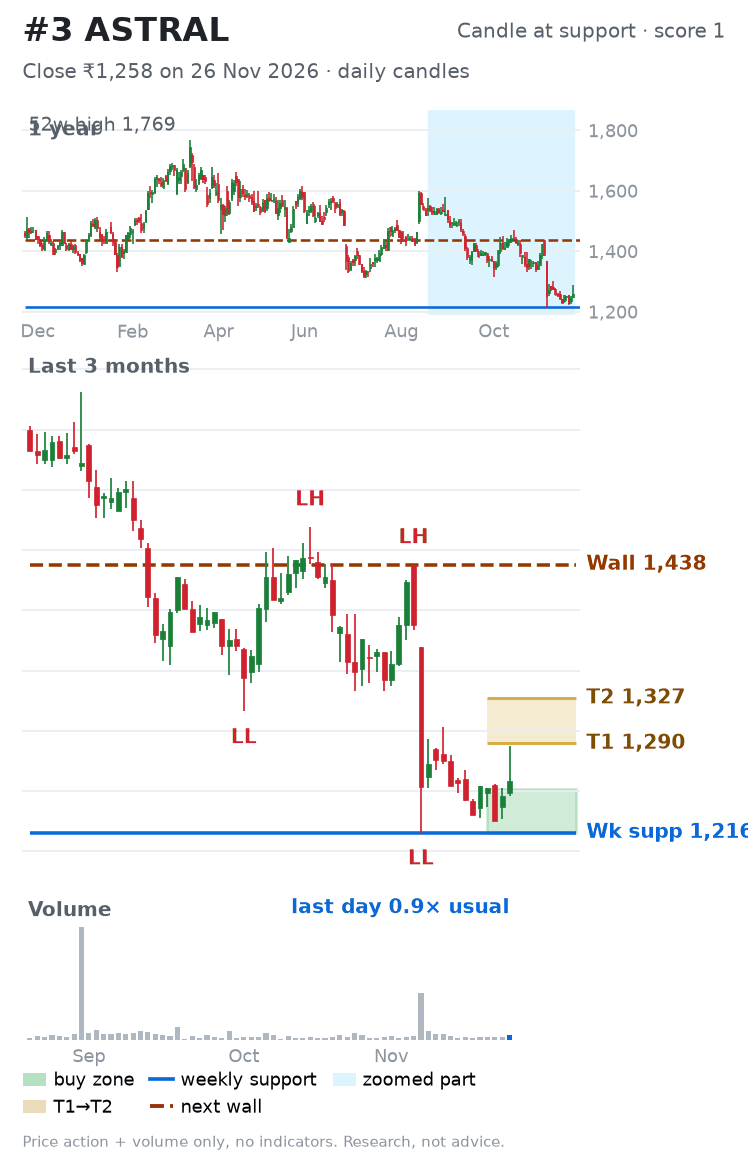 #3 ASTRAL
Candle at support · score 1
Close ₹1,258 on 26 Nov 2026 · daily candles
52w high 1,769
1 year
1,800
1,600
1,400
1,200
Dec Feb Apr Jun Aug Oct
Last 3 months
LH
LH
Wall 1,438
T2 1,327
T1 1,290
LL
Wk supp 1,216
LL
Volume
last day 0.9× usual
Sep Oct Nov
buy zone weekly support zoomed part
T1→T2 next wall
Price action + volume only, no indicators. Research, not advice.